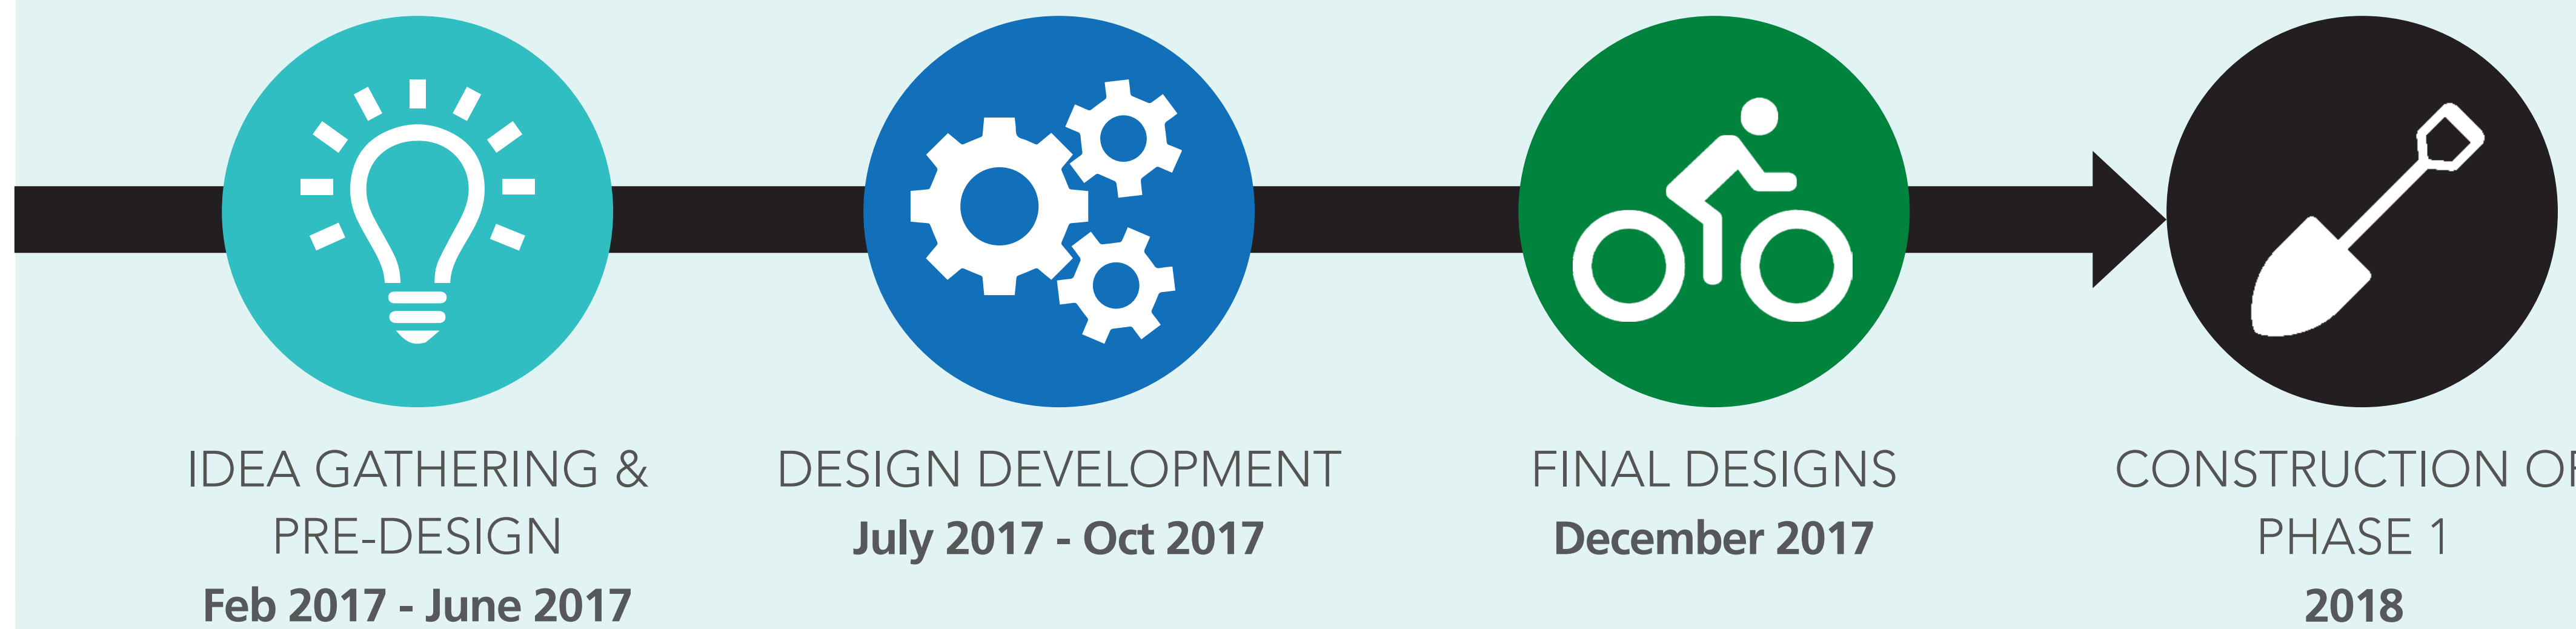 IDEA GATHERING &
PRE-DESIGN
Feb 2017 - June 2017
DESIGN DEVELOPMENT
July 2017 - Oct 2017
FINAL DESIGNS
December 2017
CONSTRUCTION OF
PHASE 1
2018